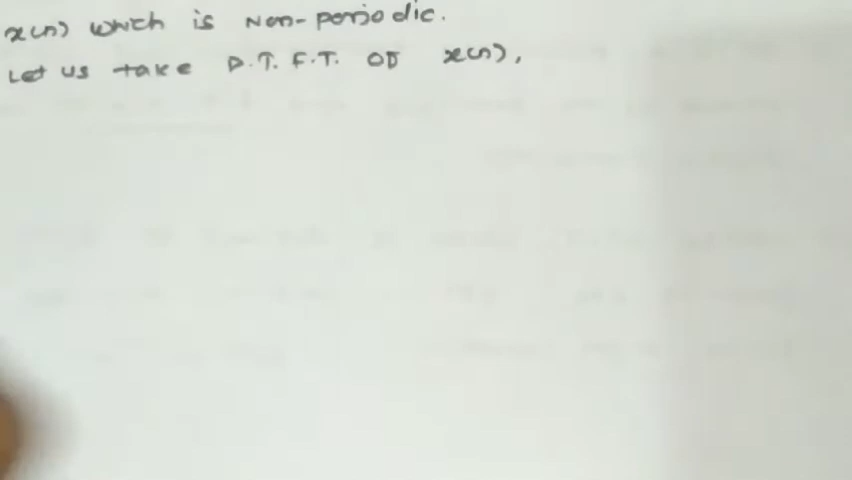 x(n) which is Non-periodic.
Let us take D.T.F.T. of x(n),